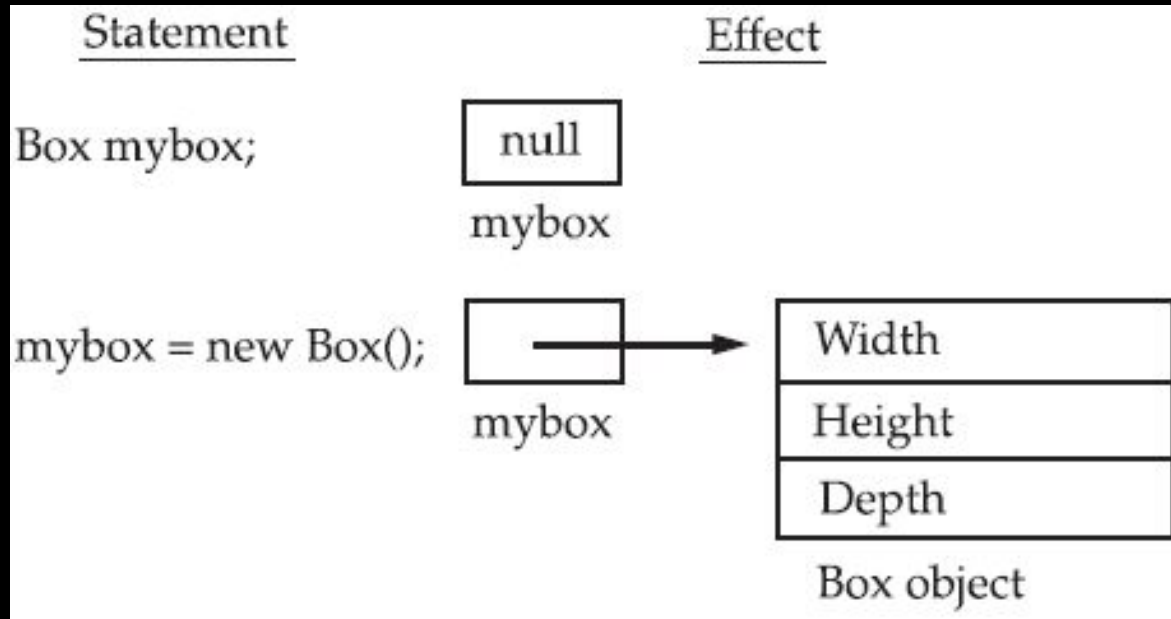 Statement
Effect
Box mybox;
null
mybox
mybox = new Box();
mybox
Width
Height
Depth
Box object